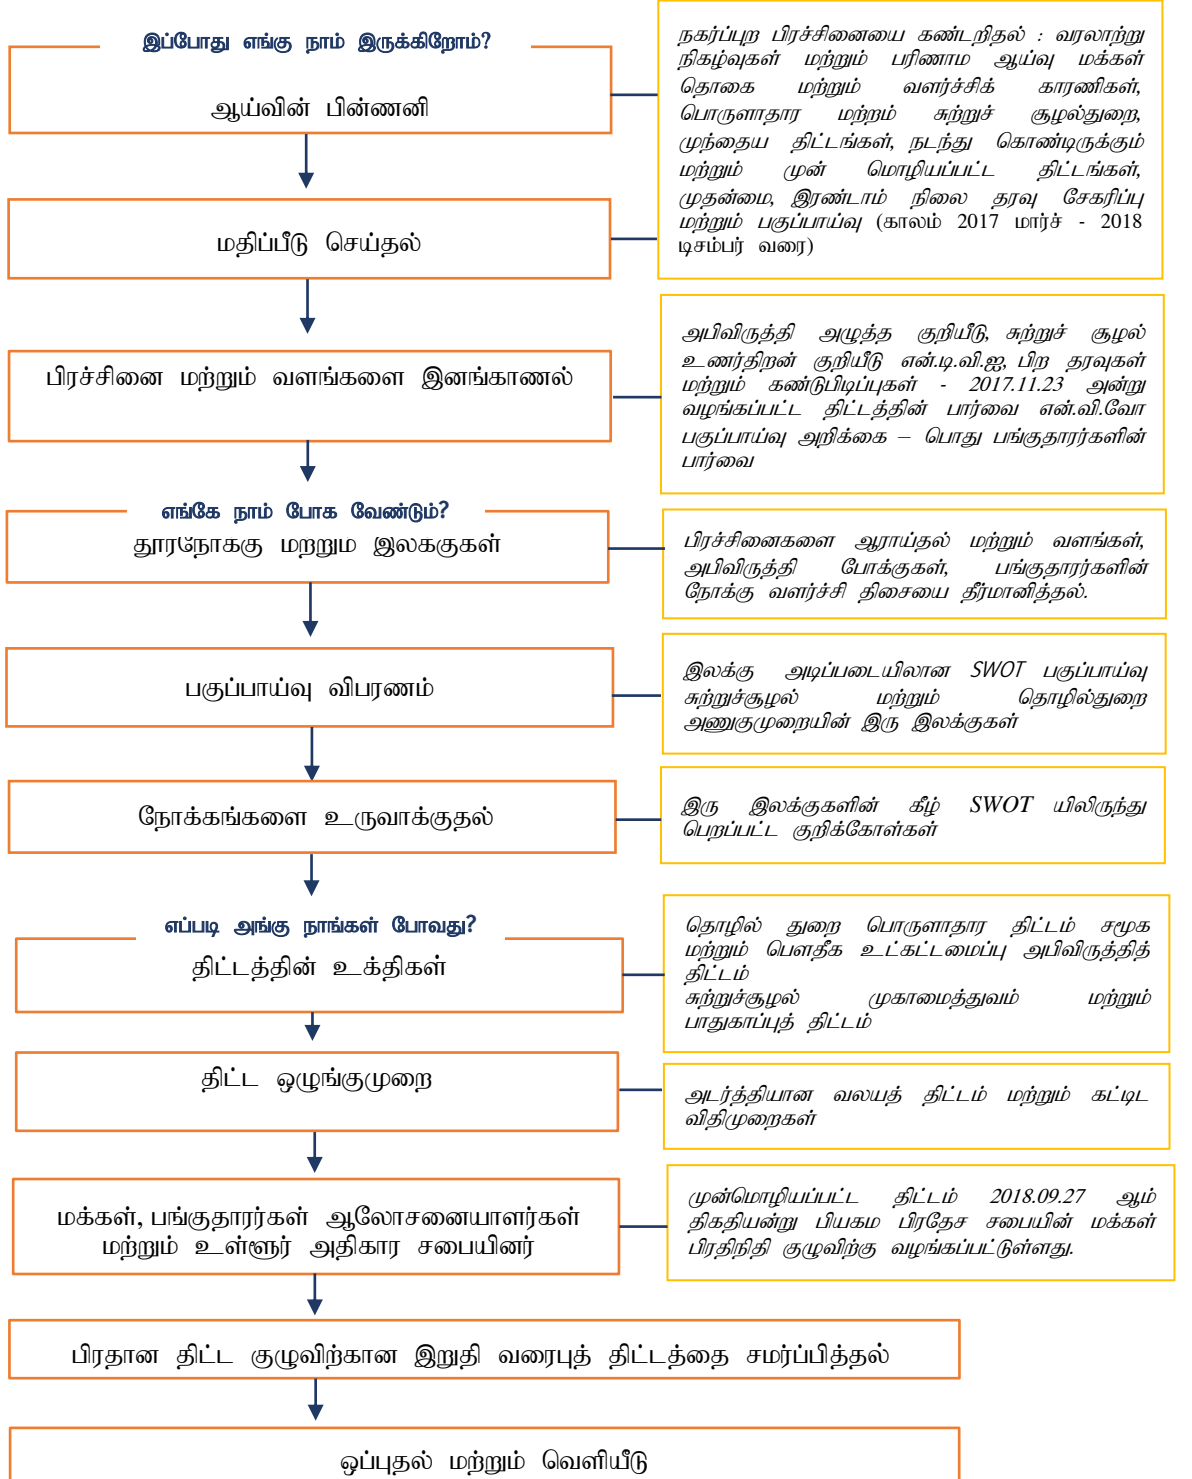 இப்போது எங்கு நாம் இருக்கிறோம்?
ஆய்வின் பின்ணனி
நகர்ப்புற பிரச்சினையை கண்டறிதல் : வரலாற்று
நிகழ்வுகள் மற்றும் பரிணாம ஆய்வு மக்கள்
தொகை மற்றும் வளர்ச்சிக் காரணிகள்,
பொருளாதார மற்றம் சுற்றுச் சூழல்துறை,
முந்தைய திட்டங்கள், நடந்து கொண்டிருக்கும்
மற்றும் முன் மொழியப்பட்ட திட்டங்கள்,
முதன்மை, இரண்டாம் நிலை தரவு சேகரிப்பு
மற்றும் பகுப்பாய்வு (காலம் 2017 மார்ச் - 2018
டிசம்பர் வரை)
மதிப்பீடு செய்தல்
பிரச்சினை மற்றும் வளங்களை இனங்காணல்
அபிவிருத்தி அழுத்த குறியீடு, சுற்றுச் சூழல்
உணர்திறன் குறியீடு என்.டி.வி.ஐ, பிற தரவுகள்
மற்றும் கண்டுபிடிப்புகள் - 2017.11.23 அன்று
வழங்கப்பட்ட திட்டத்தின் பார்வை என்.வி.வோ
பகுப்பாய்வு அறிக்கை – பொது பங்குதாரர்களின்
பார்வை
எங்கே நாம் போக வேண்டும்?
தூரநோக்கு மற்றும் இலக்குகள்
பிரச்சினைகளை ஆராய்தல் மற்றும் வளங்கள்,
அபிவிருத்தி போக்குகள், பங்குதாரர்களின்
நோக்கு வளர்ச்சி திசையை தீர்மானித்தல்.
பகுப்பாய்வு விபரணம்
இலக்கு அடிப்படையிலான SWOT பகுப்பாய்வு
சுற்றுச்சூழல் மற்றும் தொழில்துறை
அணுகுமுறையின் இரு இலக்குகள்
நோக்கங்களை உருவாக்குதல்
இரு இலக்குகளின் கீழ் SWOT யிலிருந்து
பெறப்பட்ட குறிக்கோள்கள்
எப்படி அங்கு நாங்கள் போவது?
திட்டத்தின் உக்திகள்
தொழில் துறை பொருளாதார திட்டம் சமூக
மற்றும் பௌதீக உட்கட்டமைப்பு அபிவிருத்தித்
திட்டம்
சுற்றுச்சூழல் முகாமைத்துவம் மற்றும்
பாதுகாப்புத் திட்டம்
திட்ட ஒழுங்குமுறை
அடர்த்தியான வலயத் திட்டம் மற்றும் கட்டிட
விதிமுறைகள்
மக்கள், பங்குதாரர்கள் ஆலோசனையாளர்கள்
மற்றும் உள்ளூர் அதிகார சபையினர்
முன்மொழியப்பட்ட திட்டம் 2018.09.27 ஆம்
திகதியன்று பியகம பிரதேச சபையின் மக்கள்
பிரதிநிதி குழுவிற்கு வழங்கப்பட்டுள்ளது.
பிரதான திட்ட குழுவிற்கான இறுதி வரைபுத் திட்டத்தை சமர்ப்பித்தல்
ஒப்புதல் மற்றும் வெளியீடு